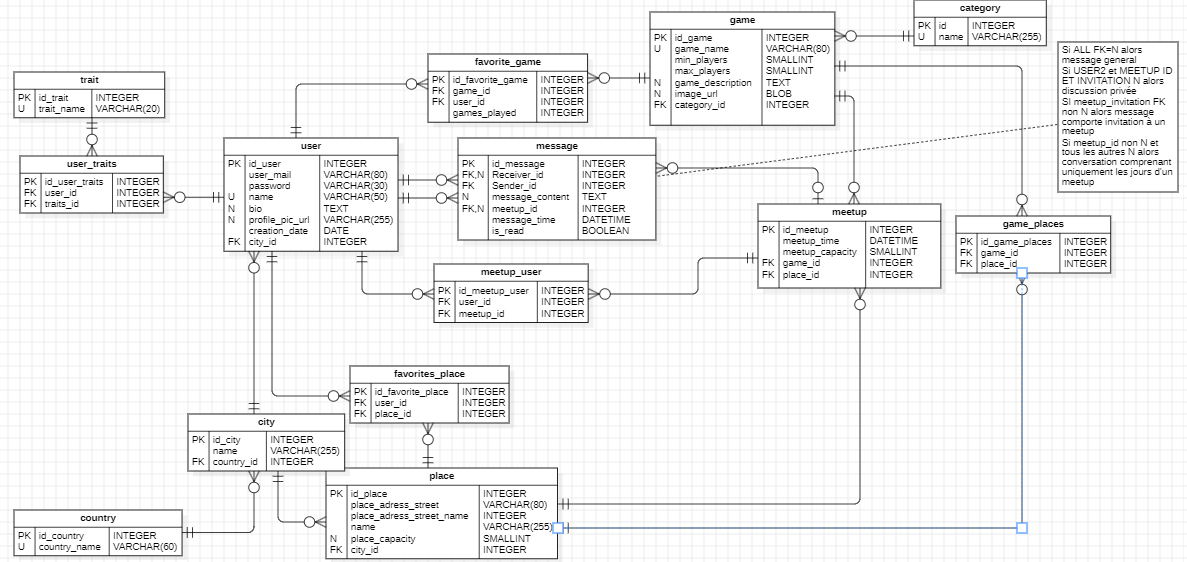 category
PK id INTEGER
U name VARCHAR(255)
game
PK id_game INTEGER
U game_name VARCHAR(80)
min_players SMALLINT
max_players SMALLINT
N game_description TEXT
N image_url BLOB
FK category_id INTEGER
Si ALL FK=N alors
message general
Si USER2 et MEETUP ID
ET INVITATION N alors
discussion privée
SI meetup_invitation FK
non N alors message
comporte invitation à un
meetup
Si meetup_id non N et
tous les autres N alors
conversation comprenant
uniquement les jours d'un
meetup
favorite_game
PK id_favorite_game INTEGER
FK game_id INTEGER
FK user_id INTEGER
games_played INTEGER
trait
PK id_trait INTEGER
U trait_name VARCHAR(20)
user_traits
PK id_user_traits INTEGER
FK user_id INTEGER
FK traits_id INTEGER
user
PK id_user INTEGER
user_mail VARCHAR(80)
password VARCHAR(30)
U name VARCHAR(50)
N bio TEXT
N profile_pic_url VARCHAR(255)
creation_date DATE
FK city_id INTEGER
message
PK id_message INTEGER
FK,N Receiver_id INTEGER
FK Sender_id INTEGER
N message_content TEXT
FK,N meetup_id INTEGER
message_time DATETIME
is_read BOOLEAN
meetup
PK id_meetup INTEGER
meetup_time DATETIME
meetup_capacity SMALLINT
FK game_id INTEGER
FK place_id INTEGER
game_places
PK id_game_places INTEGER
FK game_id INTEGER
FK place_id INTEGER
meetup_user
PK id_meetup_user INTEGER
FK user_id INTEGER
FK meetup_id INTEGER
favorites_place
PK id_favorite_place INTEGER
FK user_id INTEGER
FK place_id INTEGER
city
PK id_city INTEGER
name VARCHAR(255)
FK country_id INTEGER
place
PK id_place INTEGER
place_adress_street VARCHAR(80)
place_adress_street_name INTEGER
name VARCHAR(255)
N place_capacity SMALLINT
FK city_id INTEGER
country
PK id_country INTEGER
U country_name VARCHAR(60)